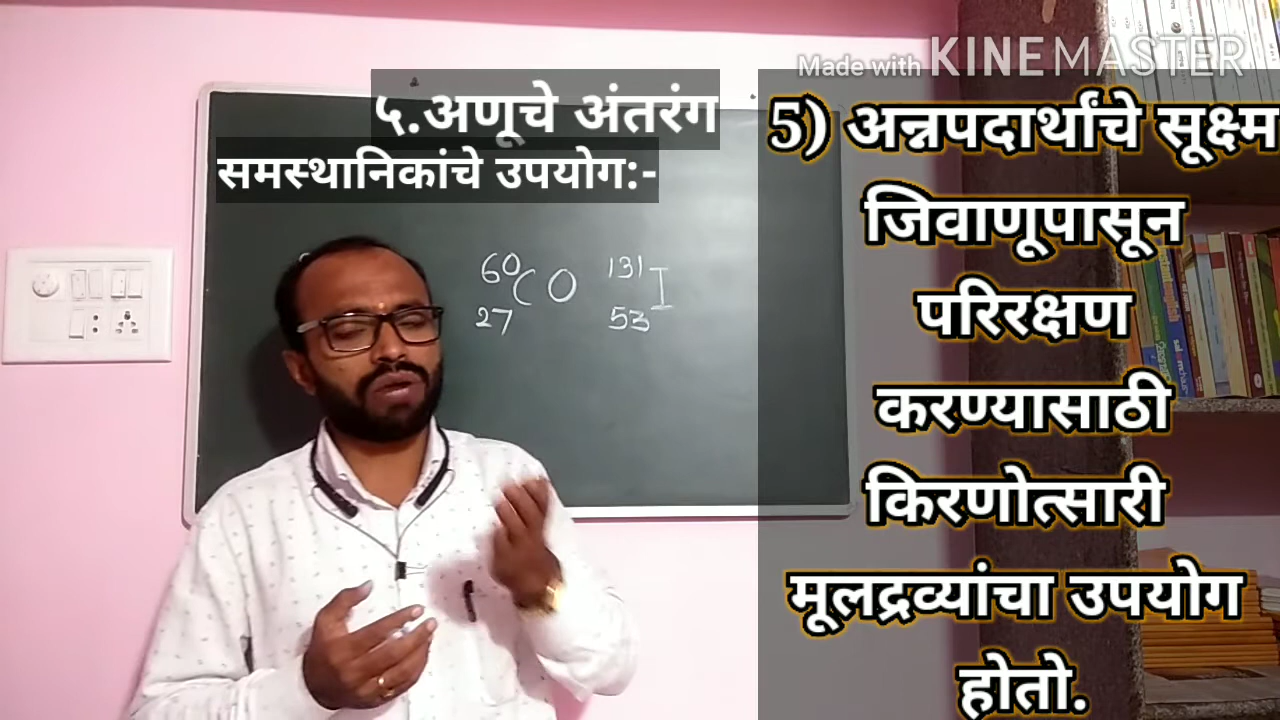 Made with KINEMASTER
५.अणूचे अंतरंग
समस्थानिकांचे उपयोग:-
60
CO
27
131
I
53
5) अन्नपदार्थांचे सूक्ष्म
जिवाणूपासून
परिरक्षण
करण्यासाठी
किरणोत्सारी
मूलद्रव्यांचा उपयोग
होतो.